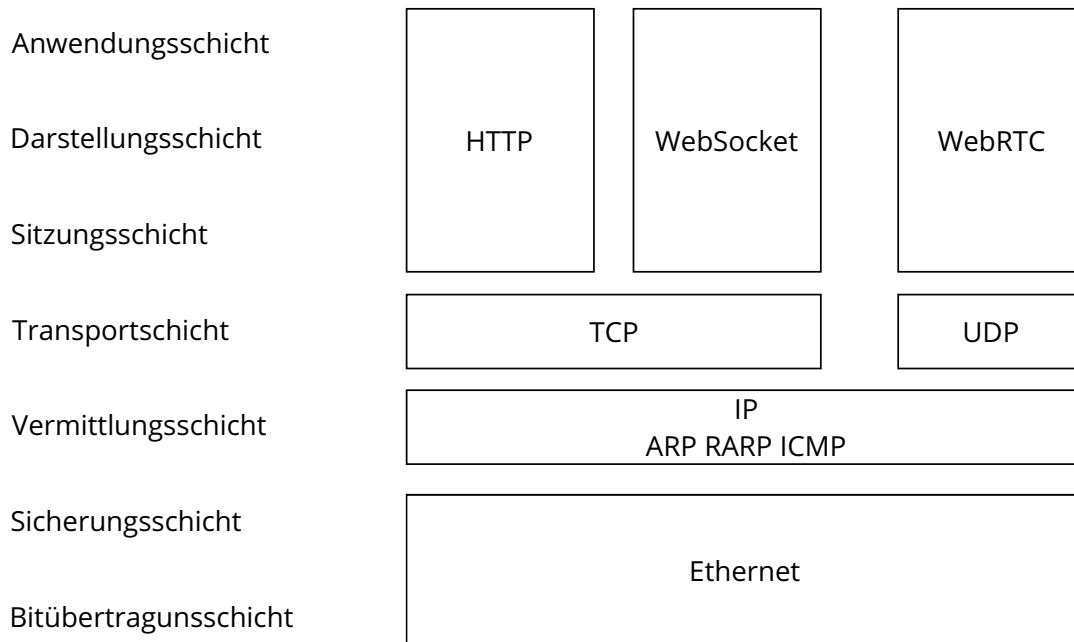 Anwendungsschicht
Darstellungsschicht
HTTP
WebSocket
WebRTC
Sitzungsschicht
Transportschicht
TCP
UDP
Vermittlungsschicht
IP
ARP RARP ICMP
Sicherungsschicht
Ethernet
Bitübertragunsschicht